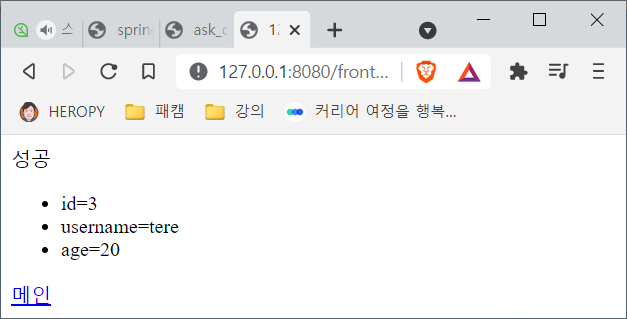 스
sprin
ask_c
12
127.0.0.1:8080/front...
HEROPY
패캠
강의
커리어 여정을 행복...
성공
id=3
username=tere
age=20
메인